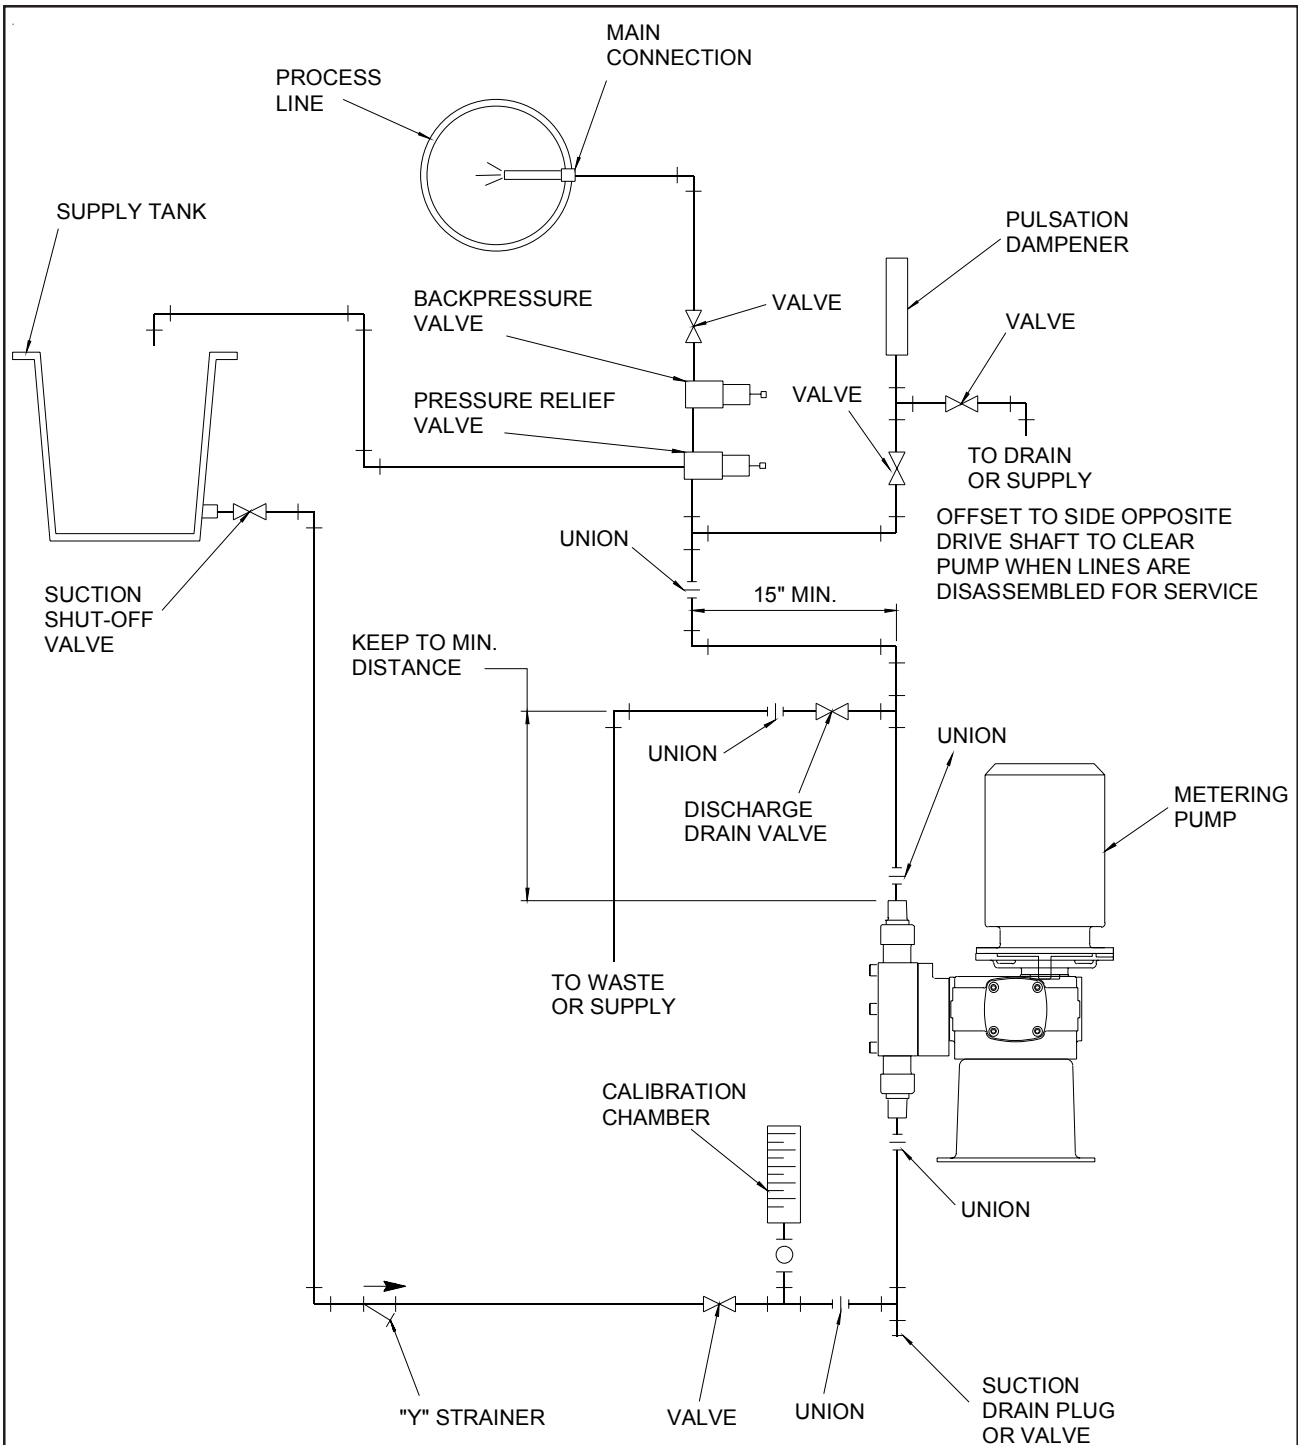 MAIN
CONNECTION
PROCESS
LINE
SUPPLY TANK
PULSATION
DAMPENER
BACKPRESSURE
VALVE
VALVE
VALVE
PRESSURE RELIEF
VALVE
VALVE
TO DRAIN
OR SUPPLY
OFFSET TO SIDE OPPOSITE
DRIVE SHAFT TO CLEAR
PUMP WHEN LINES ARE
DISASSEMBLED FOR SERVICE
UNION
SUCTION
SHUT-OFF
VALVE
15" MIN.
KEEP TO MIN.
DISTANCE
UNION
UNION
DISCHARGE
DRAIN VALVE
METERING
PUMP
TO WASTE
OR SUPPLY
CALIBRATION
CHAMBER
UNION
"Y" STRAINER
VALVE
UNION
SUCTION
DRAIN PLUG
OR VALVE